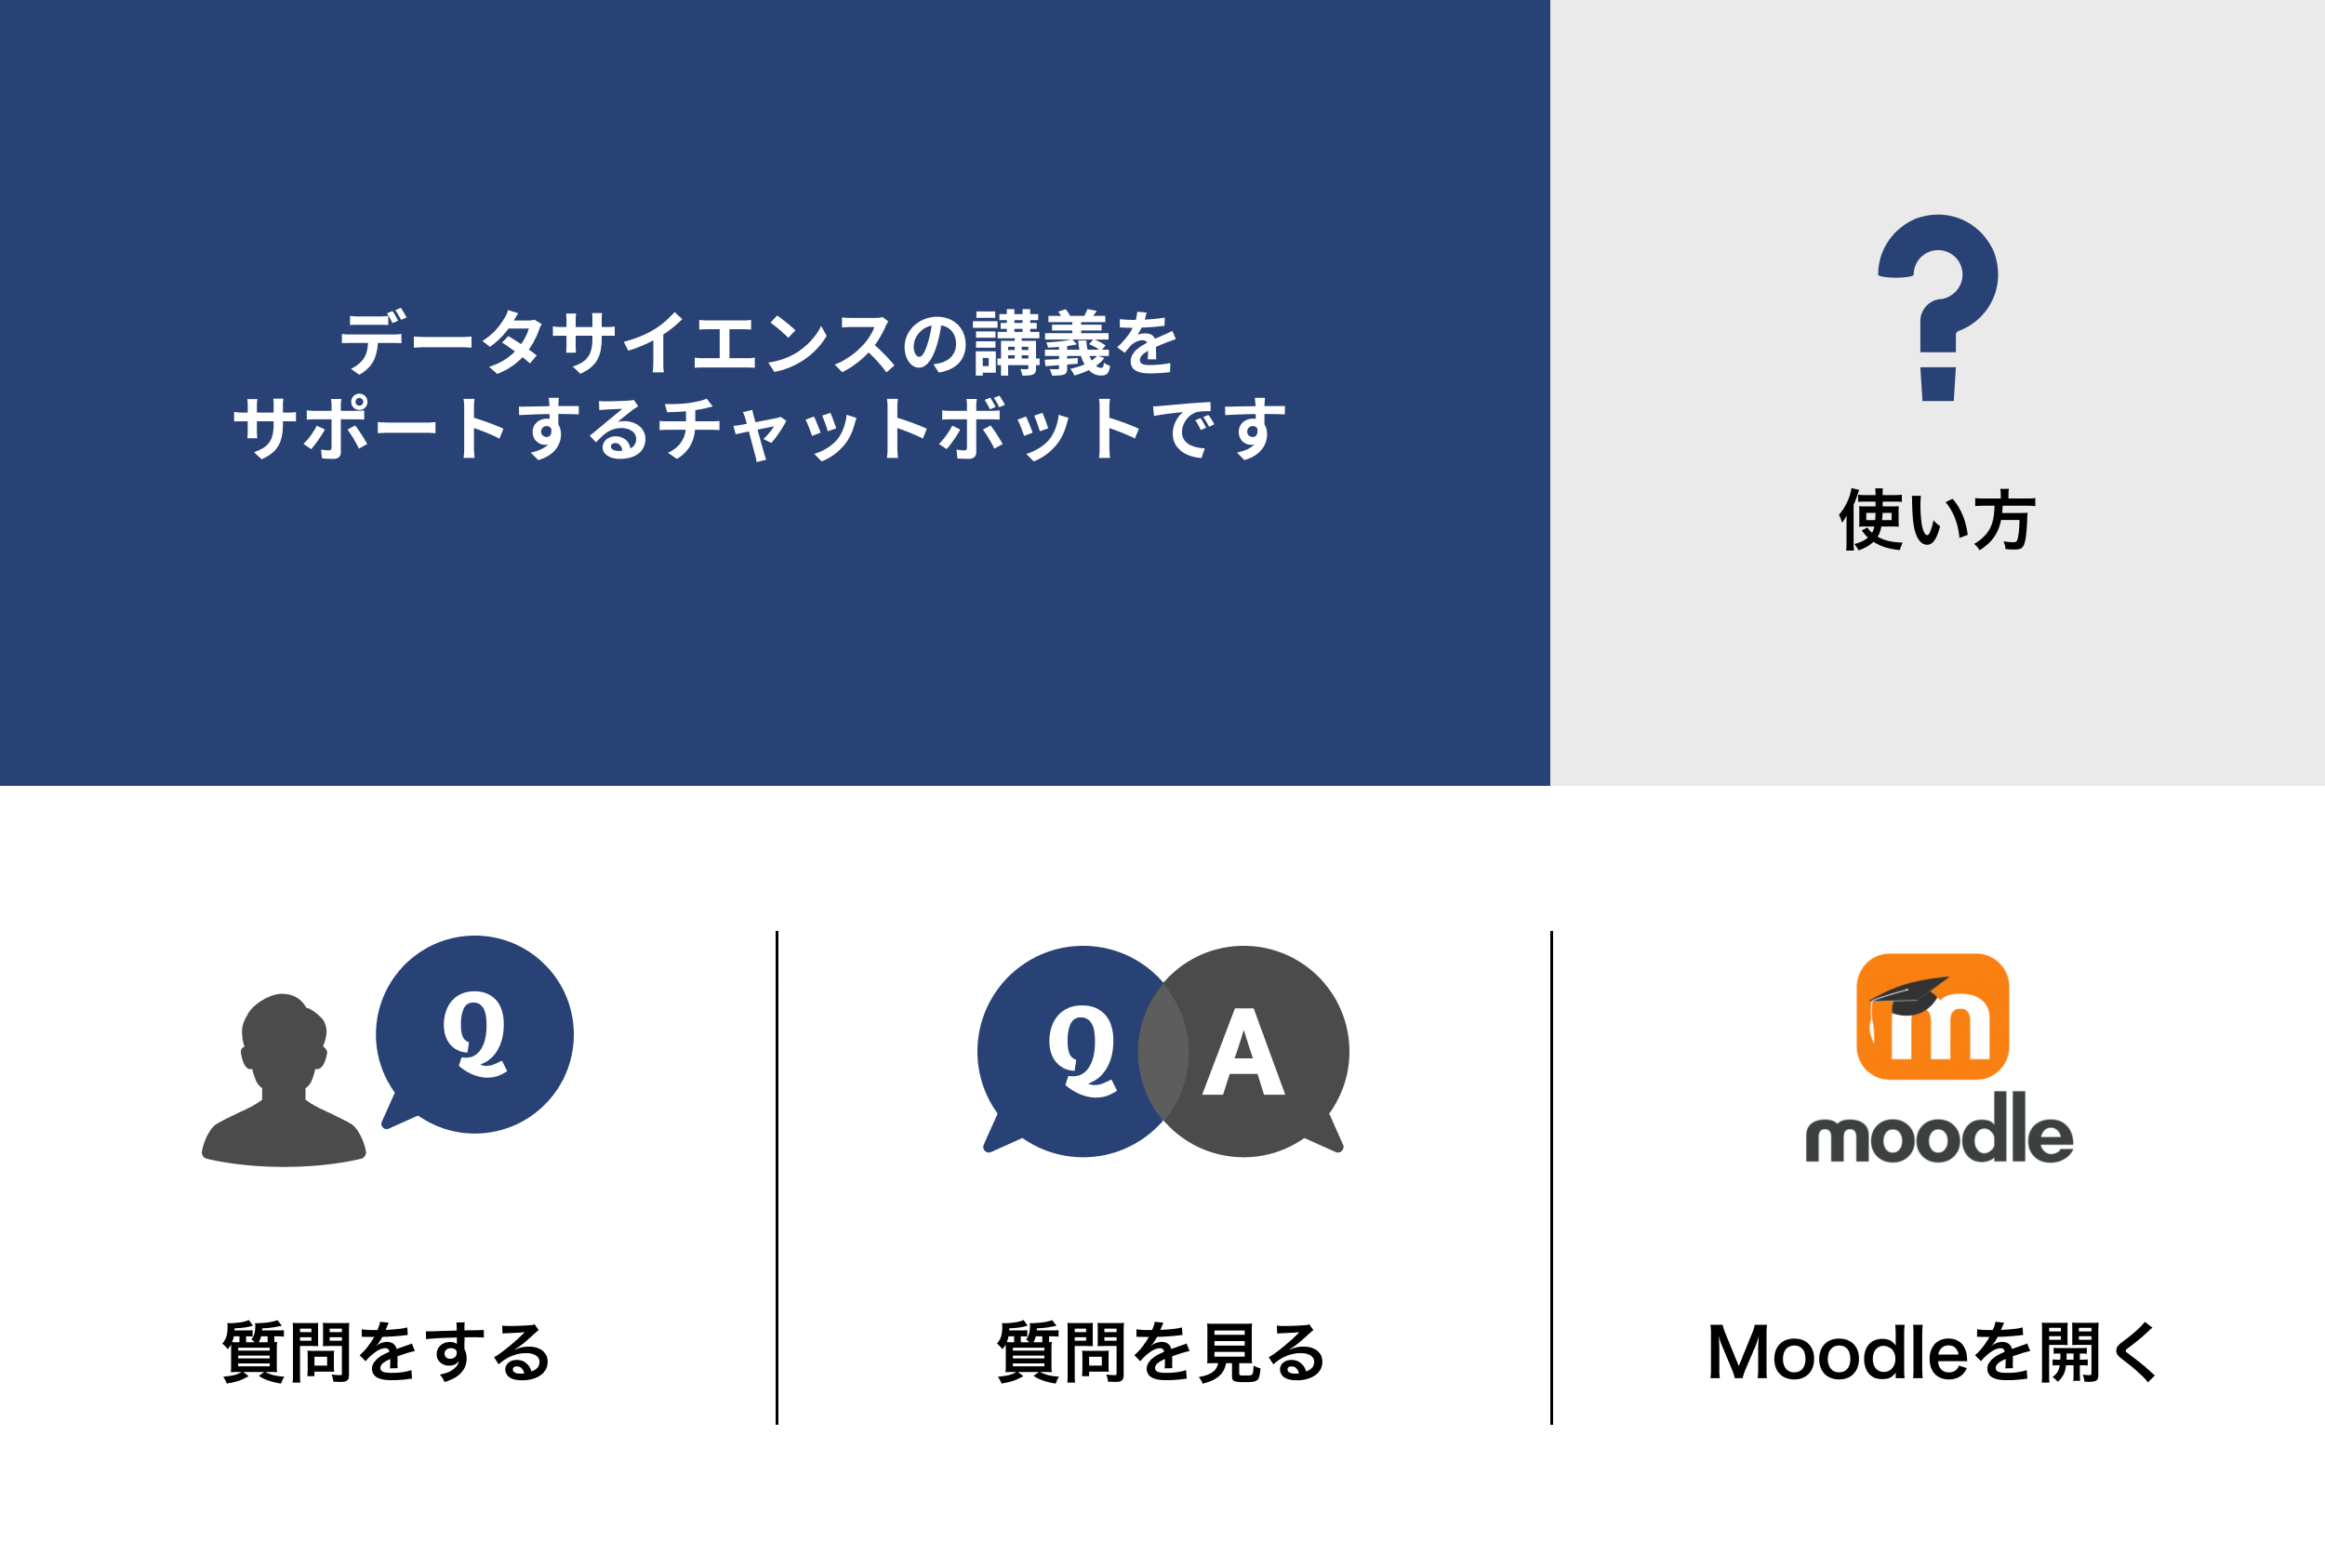 データサイエンスの講義を
サポートするチャットボットです
?
使い方
Q
Q
A
m
moodle
質問をする
質問を見る
Moodleを開く